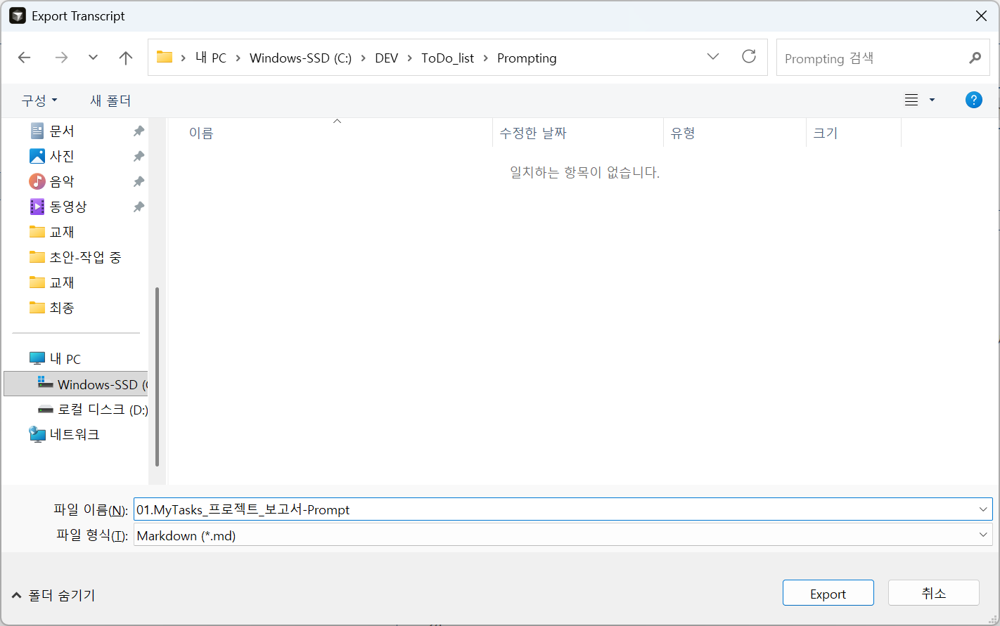 Export Transcript
내 PC > Windows-SSD (C:) > DEV > ToDo_list > Prompting
Prompting 검색
구성
새 폴더
문서
사진
음악
동영상
교재
초안-작업 중
교재
최종
내 PC
Windows-SSD (
로컬 디스크 (D:)
네트워크
이름
수정한 날짜
유형
크기
일치하는 항목이 없습니다.
파일 이름(N): 01.MyTasks_프로젝트_보고서-Prompt
파일 형식(T): Markdown (*.md)
폴더 숨기기
Export
취소